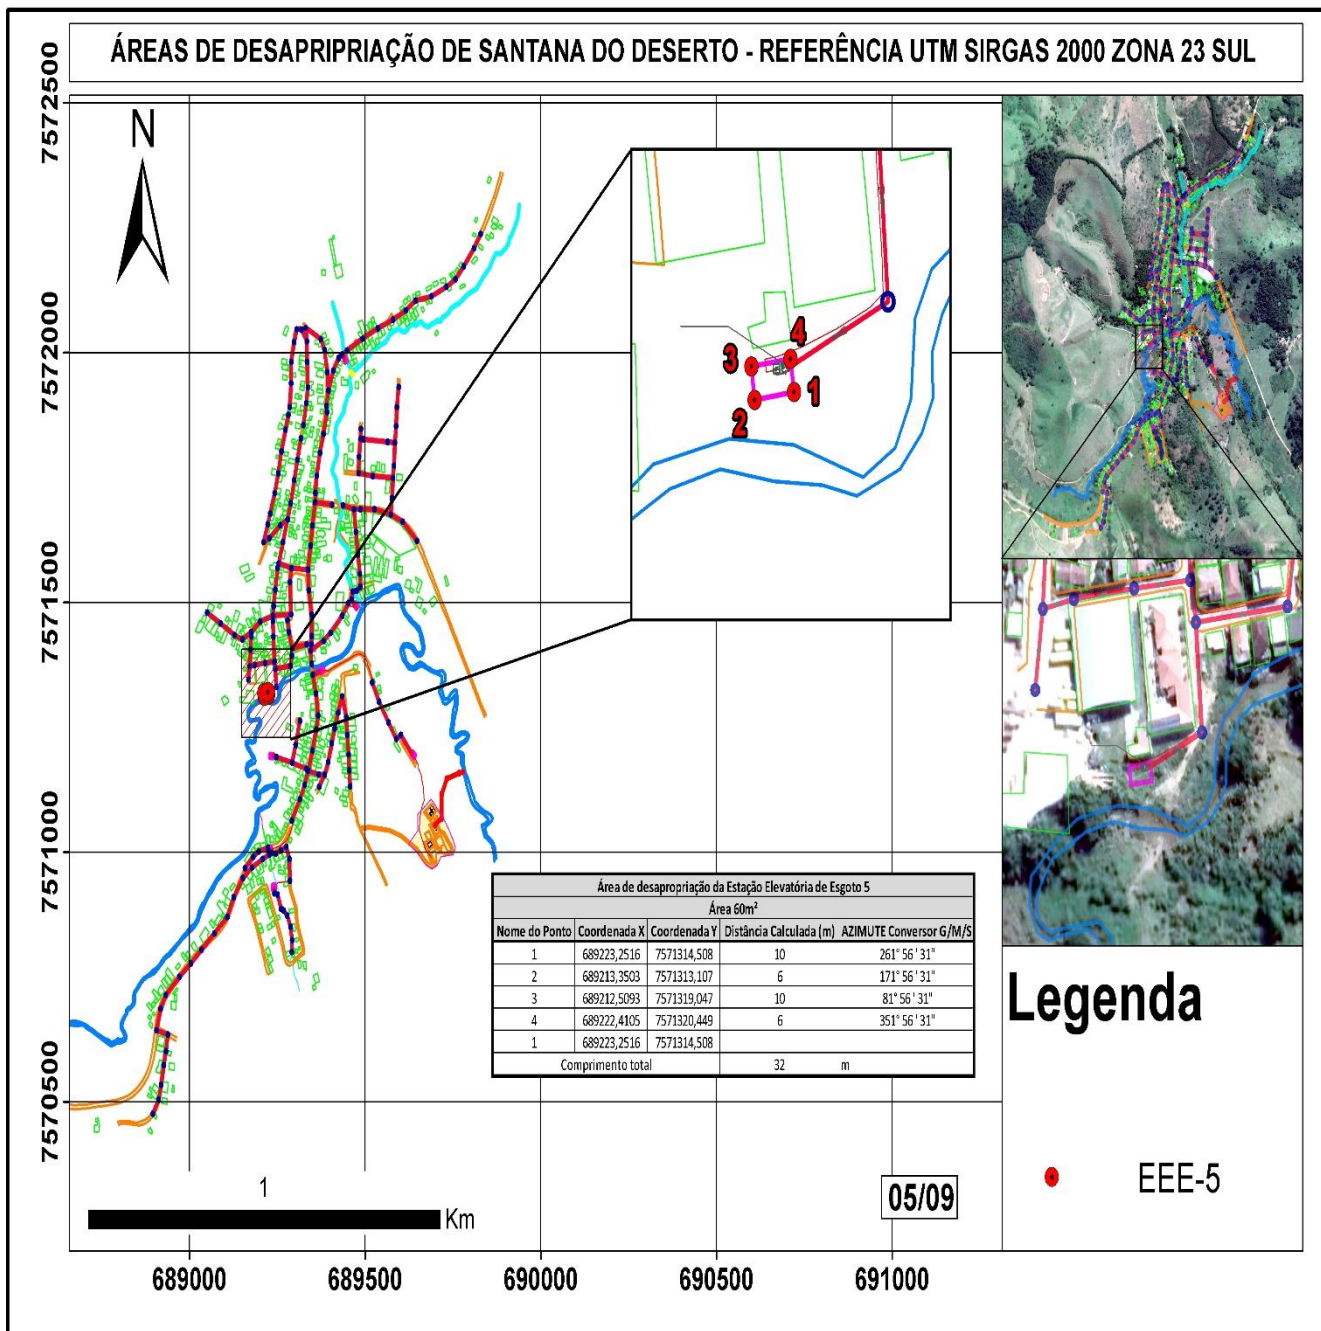 ÁREAS DE DESAPRIPRIAÇÃO DE SANTANA DO DESERTO - REFERÊNCIA UTM SIRGAS 2000 ZONA 23 SUL
N
7572500
7572000
7571500
7571000
7570500
3
4
2
1
Área de desapropriação da Estação Elevatória de Esgoto 5
Área 60m²
Nome do Ponto Coordenada X Coordenada Y Distância Calculada (m) AZIMUTE Conversor G/M/S
1 689223,2516 7571314,508 10 261° 56 ' 31"
2 689213,3503 7571313,107 6 171° 56 ' 31"
3 689212,5093 7571319,047 10 81° 56 ' 31"
4 689222,4105 7571320,449 6 351° 56 ' 31"
1 689223,2516 7571314,508
Comprimento total 32 m
Legenda
EEE-5
05/09
1
Km
689000 689500 690000 690500 691000